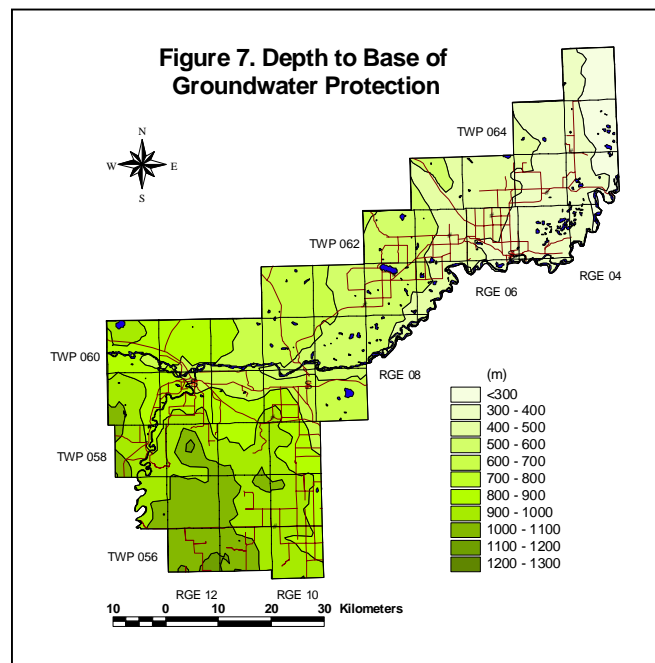 Figure 7. Depth to Base of
Groundwater Protection
N
W E
S
TWP 064
TWP 062
RGE 04
RGE 06
TWP 060
RGE 08
TWP 058
TWP 056
RGE 12 RGE 10
(m)
<300
300 - 400
400 - 500
500 - 600
600 - 700
700 - 800
800 - 900
900 - 1000
1000 - 1100
1100 - 1200
1200 - 1300
10 0 10 20 30 Kilometers